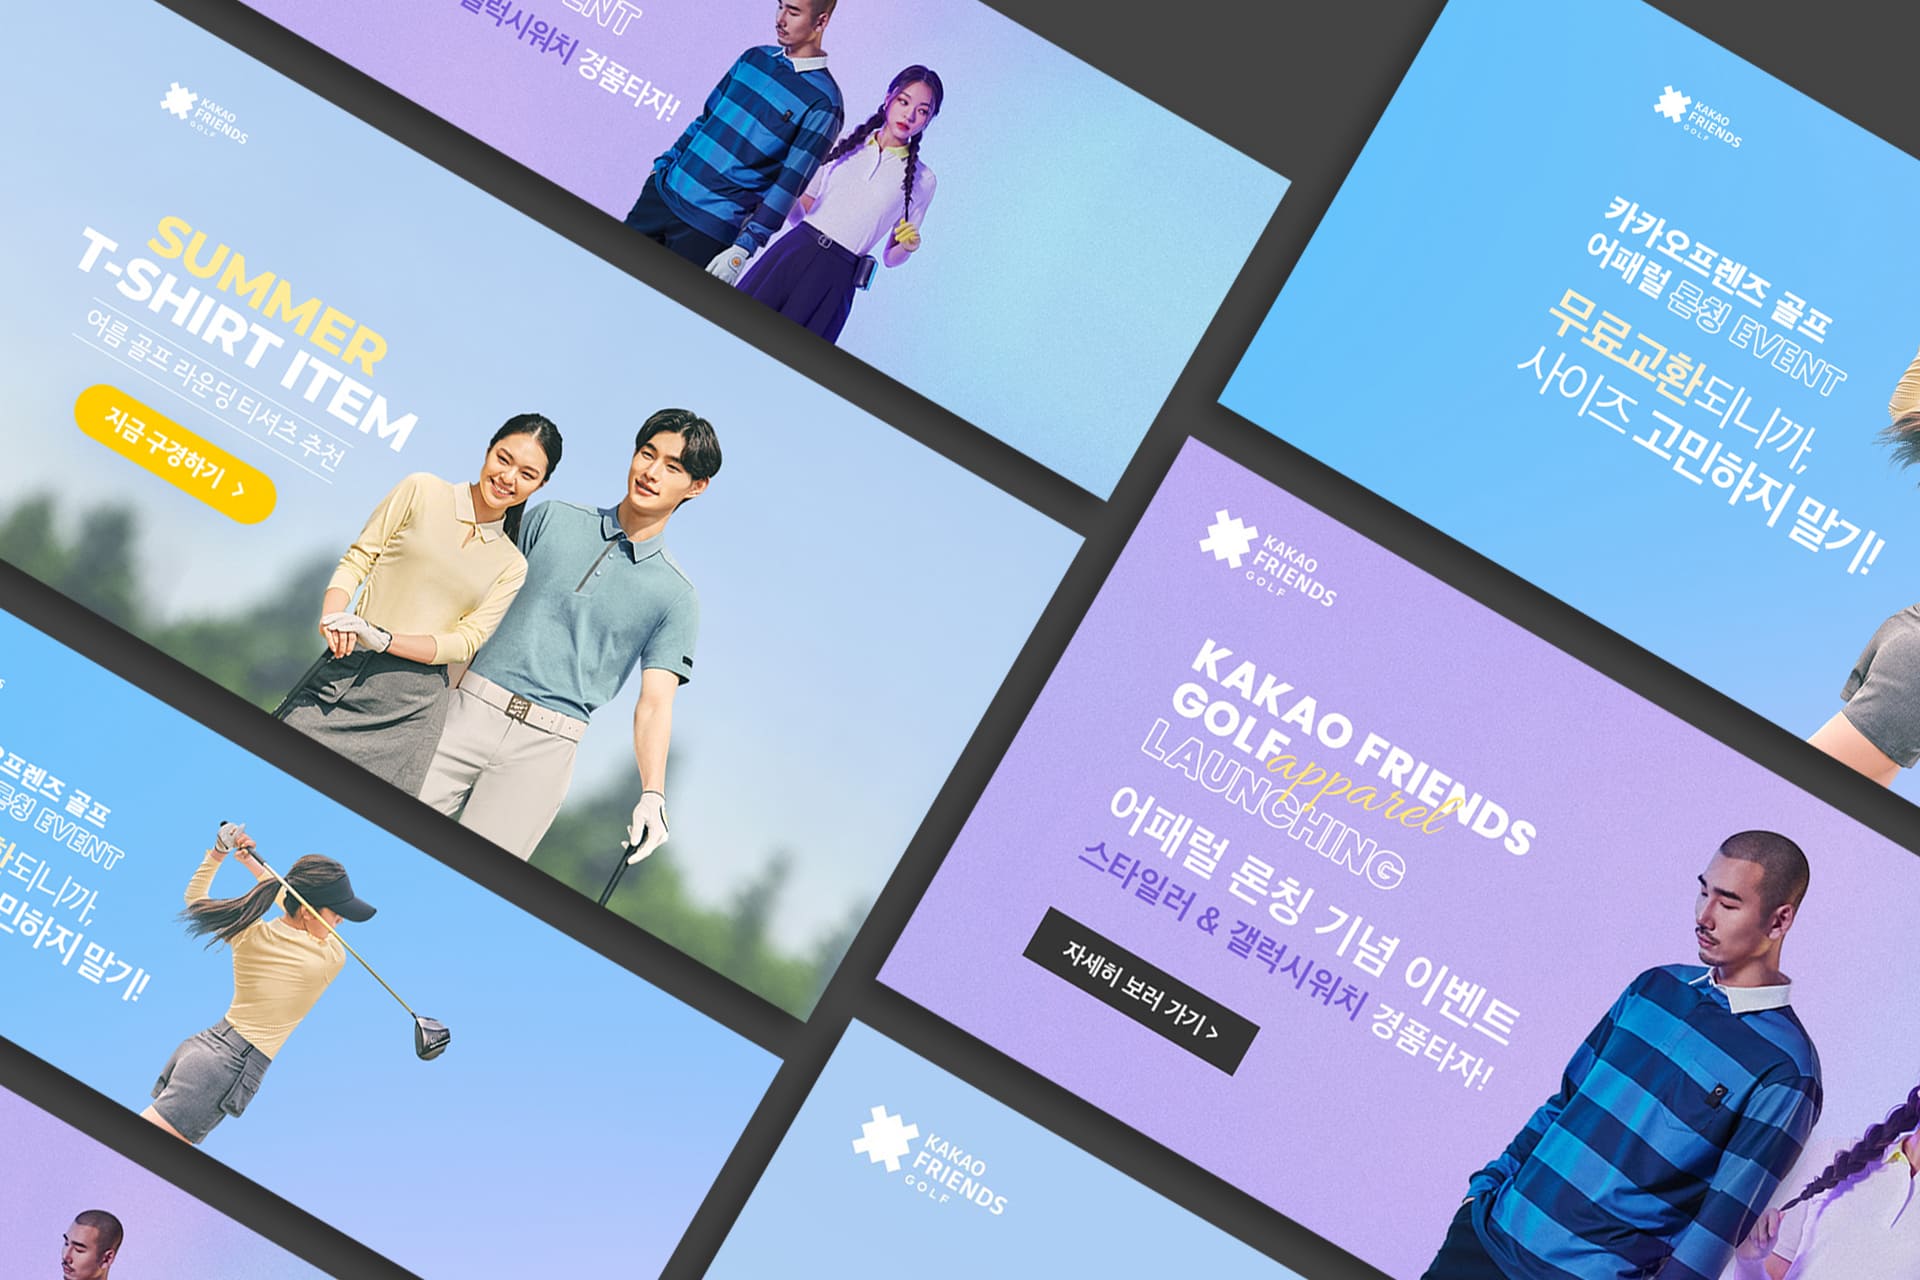 ENT
갤럭시워치 경품타자!
KAKAO
FRIENDS
GOLF
SUMMER
T-SHIRT ITEM
여름 골프 라운딩 티셔츠 추천
지금 구경하기 >
KAKAO
FRIENDS
GOLF
카카오프렌즈 골프
어패럴 론칭 EVENT
무료교환되니까,
사이즈 고민하지 말기!
KAKAO
FRIENDS
GOLF
KAKAO FRIENDS
GOLF apparel
LAUNCHING
어패럴 론칭 기념 이벤트
스타일러 & 갤럭시워치 경품타자!
자세히 보러 가기 >
S
오프렌즈 골프
론칭 EVENT
환되니까,
민하지 말기!
KAKAO
FRIENDS
GOLF